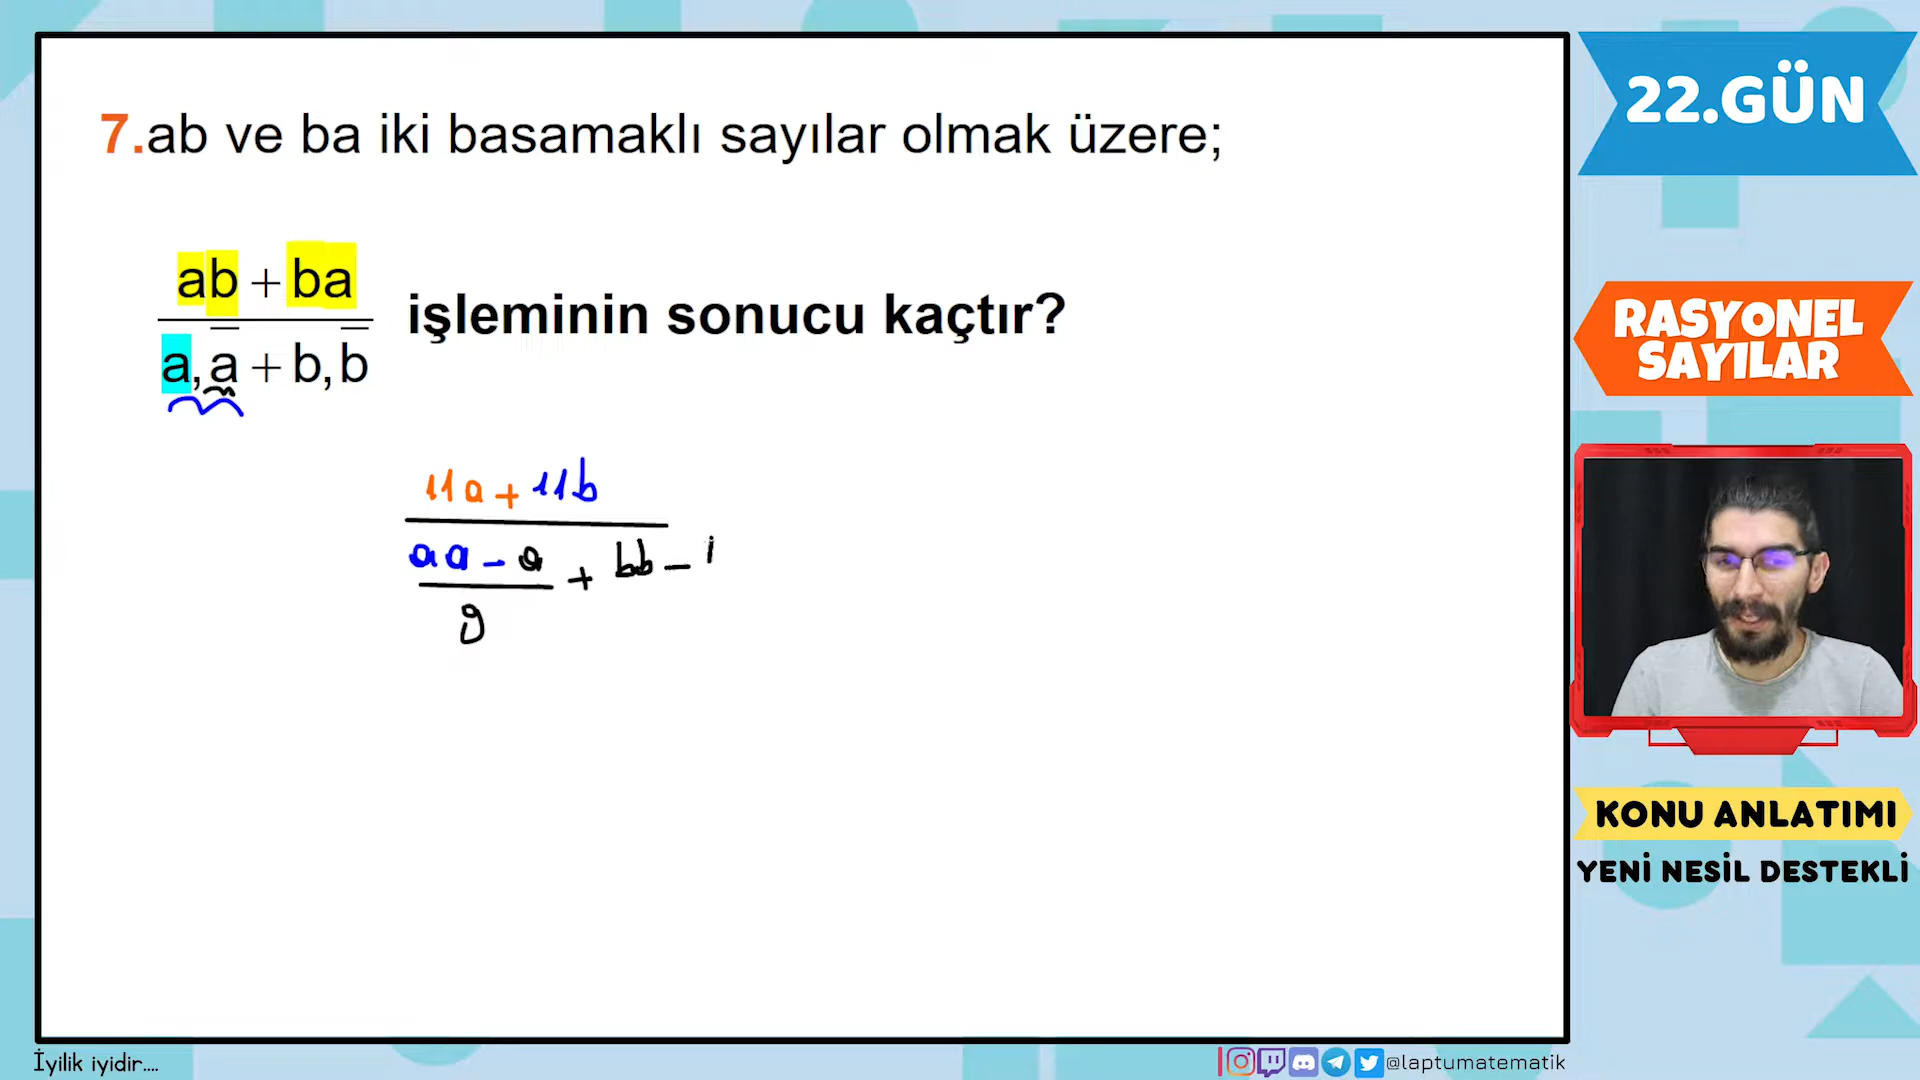 7.ab ve ba iki basamaklı sayılar olmak üzere;
ab + ba
a,a̅ + b,b̅
işleminin sonucu kaçtır?
11a + 11b
aa - a + bb -
9
22.GÜN
RASYONEL
SAYILAR
KONU ANLATIMI
YENİ NESİL DESTEKLİ
İyilik iyidir....
@laptumatematik